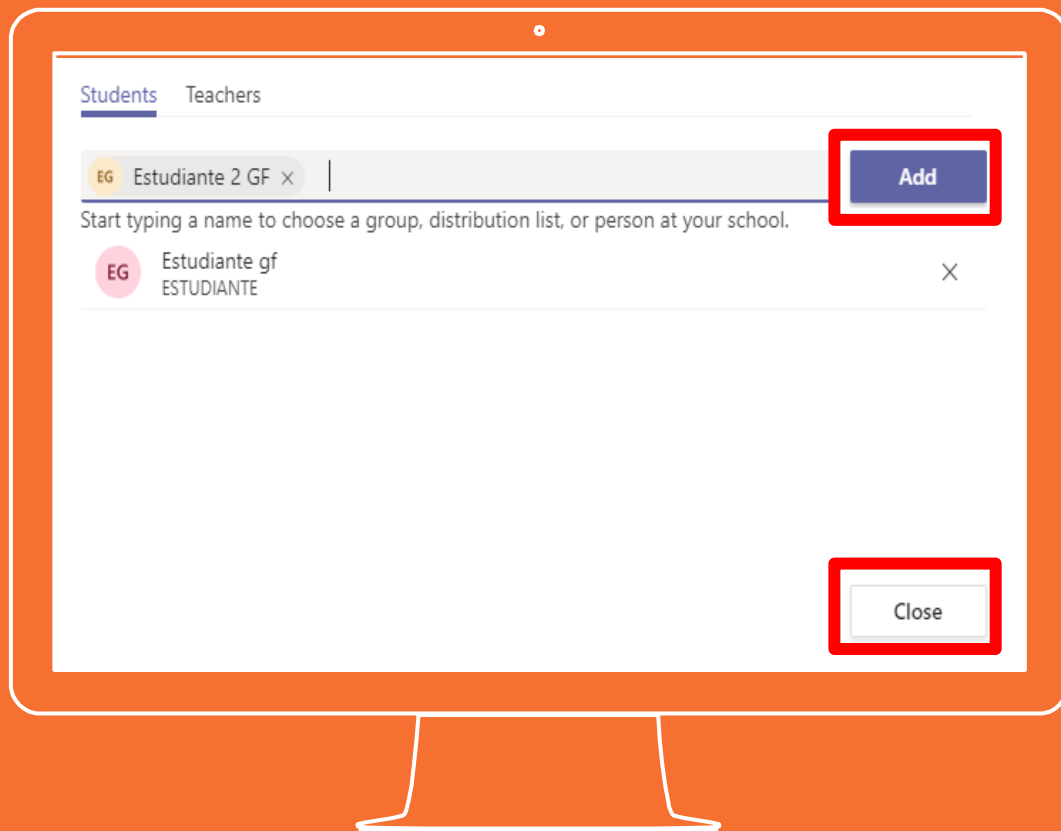 Students Teachers
EG Estudiante 2 GF × Add
Start typing a name to choose a group, distribution list, or person at your school.
EG Estudiante gf ×
ESTUDIANTE
Close